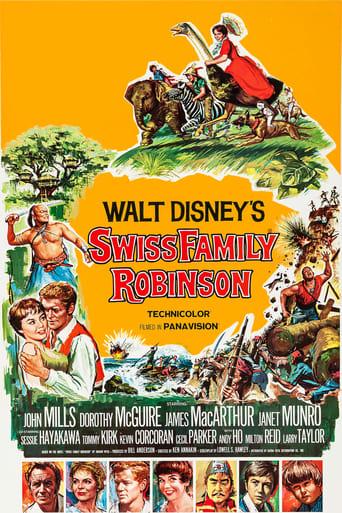 WALT DISNEY'S
SWISS FAMILY
ROBINSON
TECHNICOLOR®
FILMED IN PANAVISION®
STARRING
JOHN MILLS DOROTHY McGUIRE JAMES MacARTHUR JANET MUNRO
SESSUE HAYAKAWA TOMMY KIRK KEVIN CORCORAN CECIL PARKER ANDY HO MILTON REID LARRY TAYLOR
PRODUCED BY BILL ANDERSON DIRECTED BY KEN ANNAKIN SCREENPLAY BY LOWELL S. HAWLEY